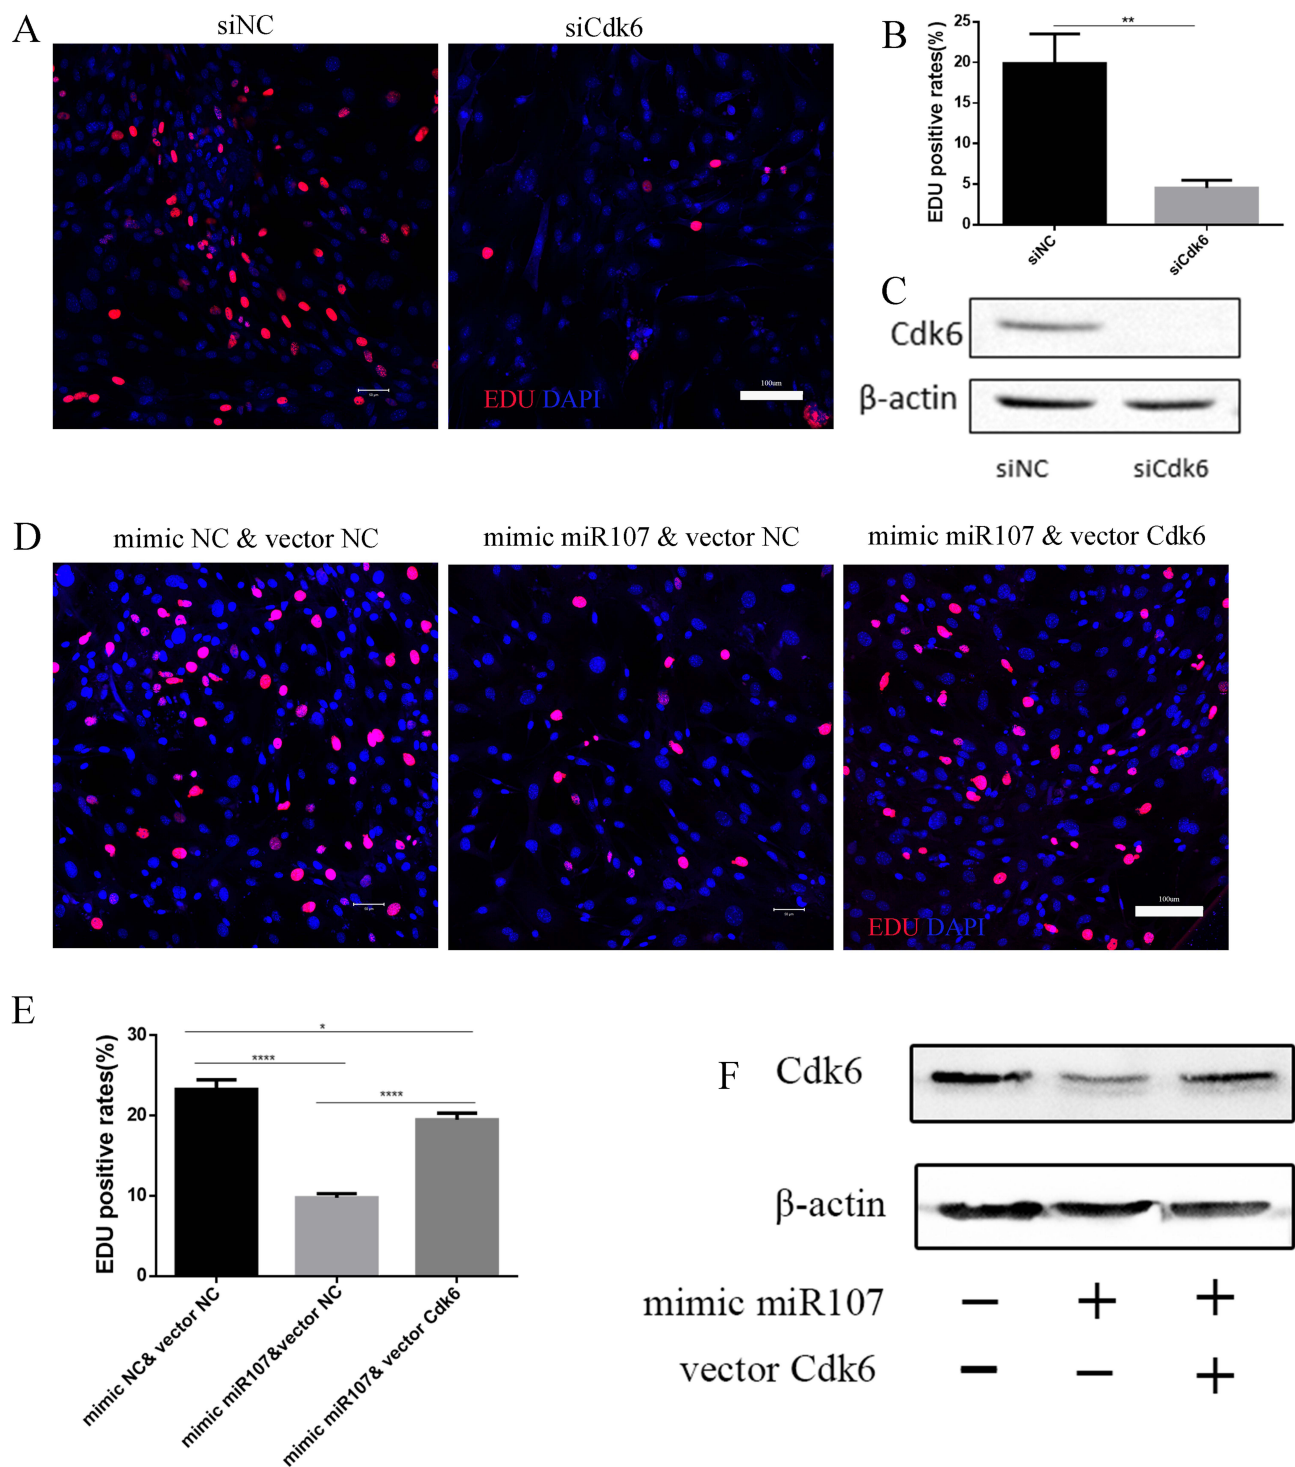 A
siNC
siCdk6
EDU DAPI
100um
B
**
EDU positive rates(%)
25
20
15
10
5
0
siNC
siCdk6
C
Cdk6
β-actin
siNC
siCdk6
D
mimic NC & vector NC
mimic miR107 & vector NC
mimic miR107 & vector Cdk6
EDU DAPI
100um
E
EDU positive rates(%)
30
20
10
0
*
****
****
mimic NC& vector NC
mimic miR107&vector NC
mimic miR107& vector Cdk6
F
Cdk6
β-actin
mimic miR107 − + +
vector Cdk6 − − +